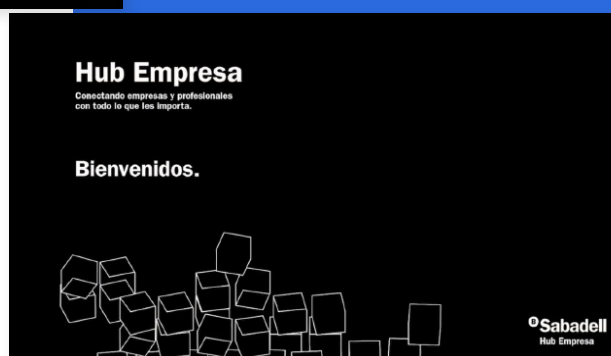 Hub Empresa
Conectando empresas y profesionales
con todo lo que les importa.
Bienvenidos.
Sabadell
Hub Empresa